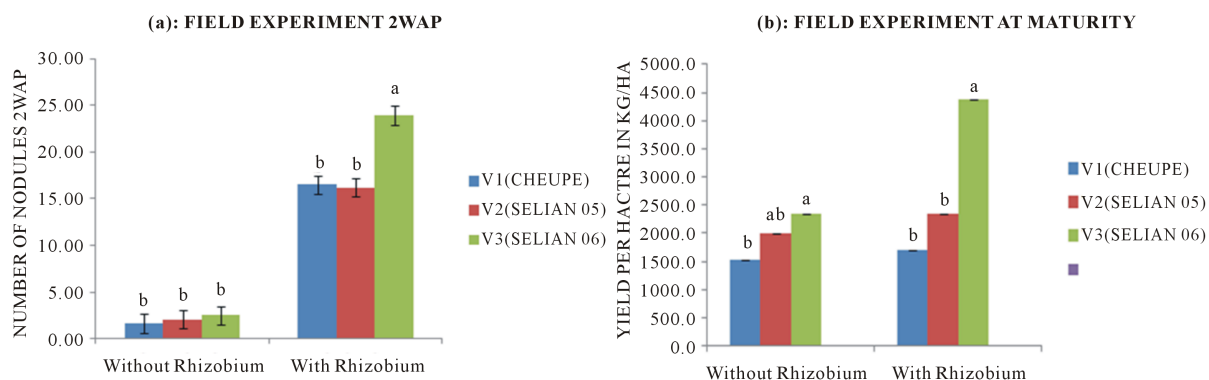 (a): FIELD EXPERIMENT 2WAP
NUMBER OF NODULES 2WAP
30.00
25.00
20.00
15.00
10.00
5.00
0.00
b
b
b
b
b
a
Without Rhizobium
With Rhizobium
V1(CHEUPE)
V2(SELIAN 05)
V3(SELIAN 06)
(b): FIELD EXPERIMENT AT MATURITY
YIELD PER HACTRE IN KG/HA
5000.0
4500.0
4000.0
3500.0
3000.0
2500.0
2000.0
1500.0
1000.0
500.0
0.0
b
ab
a
b
b
a
Without Rhizobium
With Rhizobium
V1(CHEUPE)
V2(SELIAN 05)
V3(SELIAN 06)